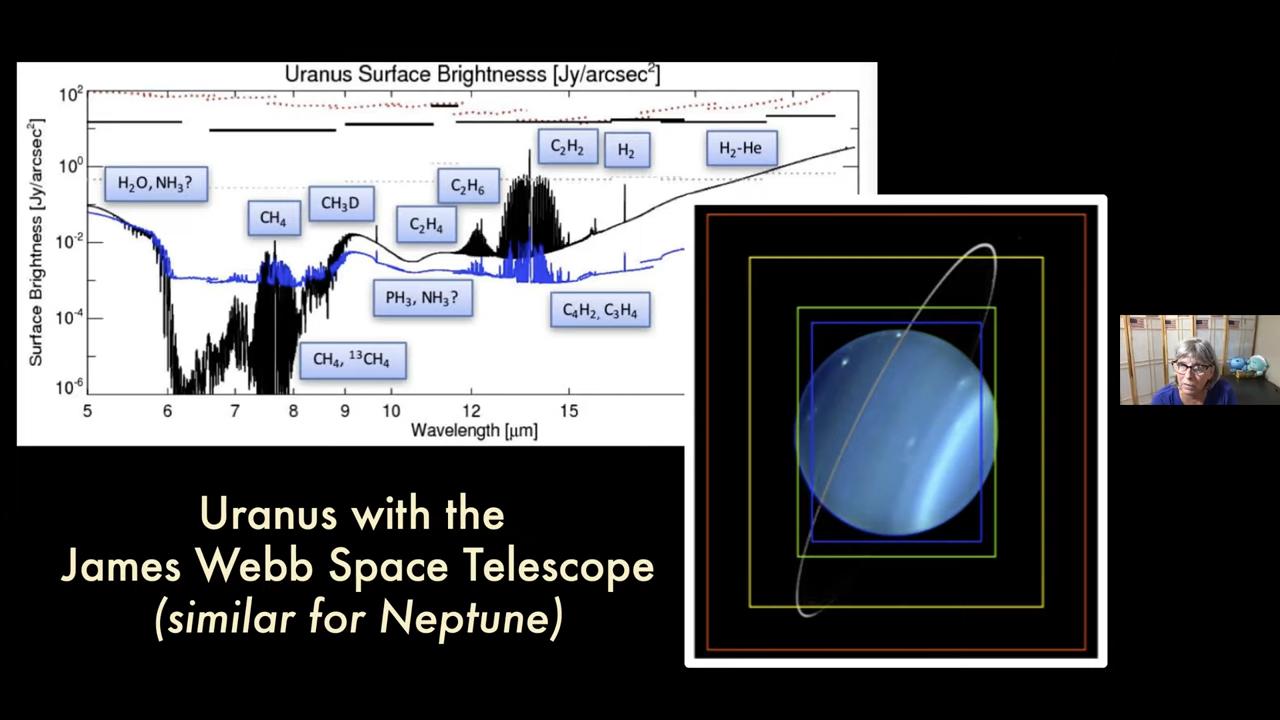 Uranus Surface Brightnesss [Jy/arcsec²]
Surface Brightness [Jy/arcsec²]
10²
10⁰
10⁻²
10⁻⁴
10⁻⁶
H₂O, NH₃?
CH₄
CH₃D
C₂H₄
C₂H₆
C₂H₂
H₂
H₂-He
PH₃, NH₃?
C₄H₂, C₃H₄
CH₄, ¹³CH₄
5 6 7 8 9 10 12 15
Wavelength [μm]
Uranus with the
James Webb Space Telescope
(similar for Neptune)